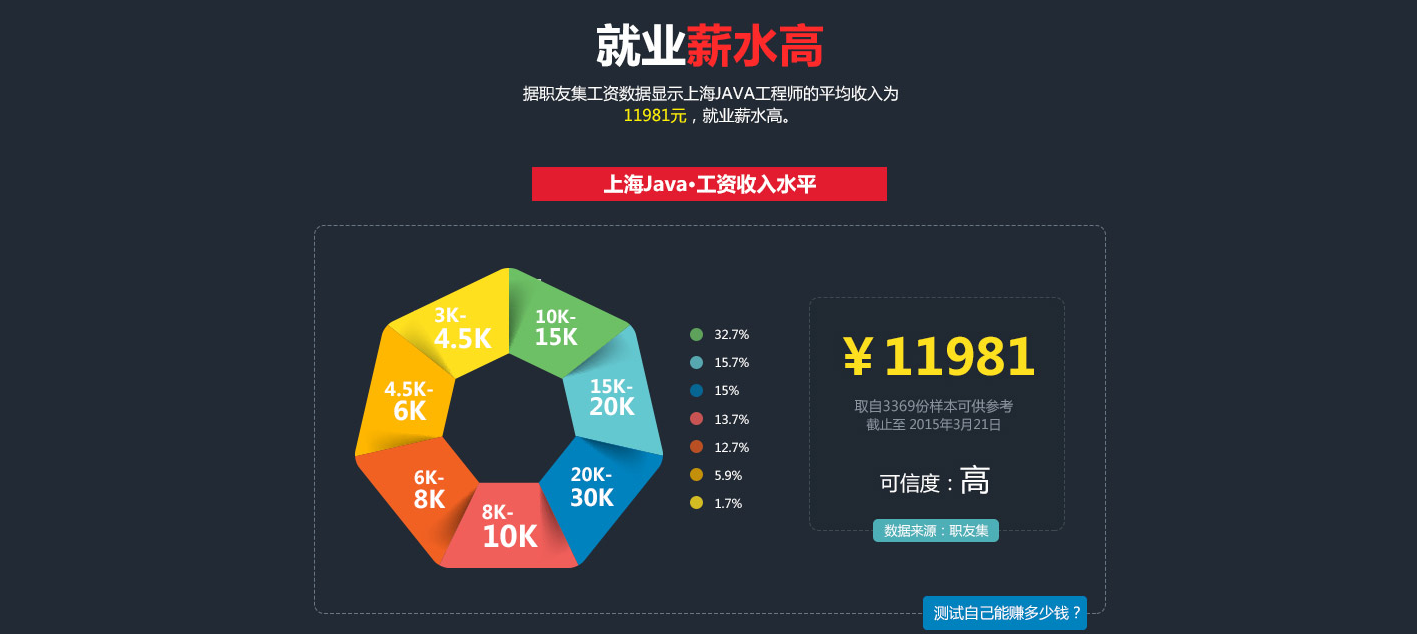 就业薪水高
据职友集工资数据显示上海JAVA工程师的平均收入为
11981元，就业薪水高。
上海Java·工资收入水平
3K-
4.5K
10K-
15K
4.5K-
6K
15K-
20K
6K-
8K
20K-
30K
8K-
10K
32.7%
15.7%
15%
13.7%
12.7%
5.9%
1.7%
¥11981
取自3369份样本可供参考
截止至 2015年3月21日
可信度：高
数据来源：职友集
测试自己能赚多少钱？